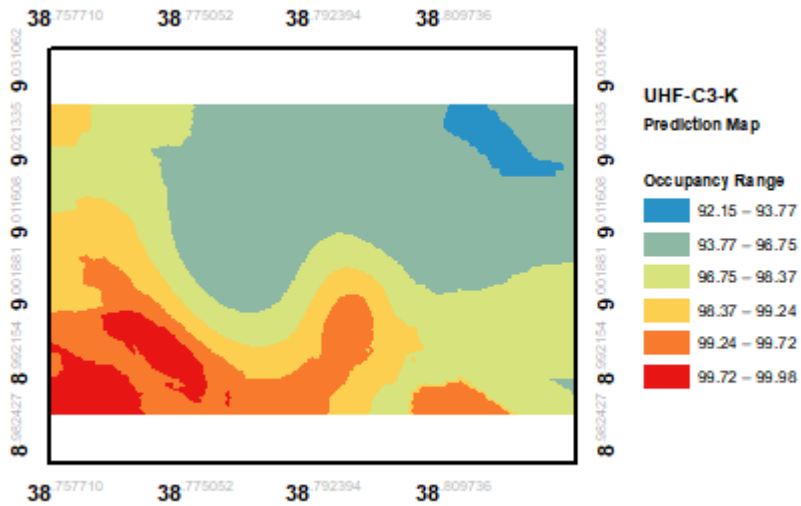 38.757710 38.775052 38.792394 38.809736
9.031062 9.031062
9.021335 9.021335
9.011608 9.011608
9.001881 9.001881
8.992154 8.992154
8.982427 8.982427
38.757710 38.775052 38.792394 38.809736
UHF-C3-K
Prediction Map
Occupancy Range
92.15 – 93.77
93.77 – 96.75
96.75 – 98.37
98.37 – 99.24
99.24 – 99.72
99.72 – 99.98